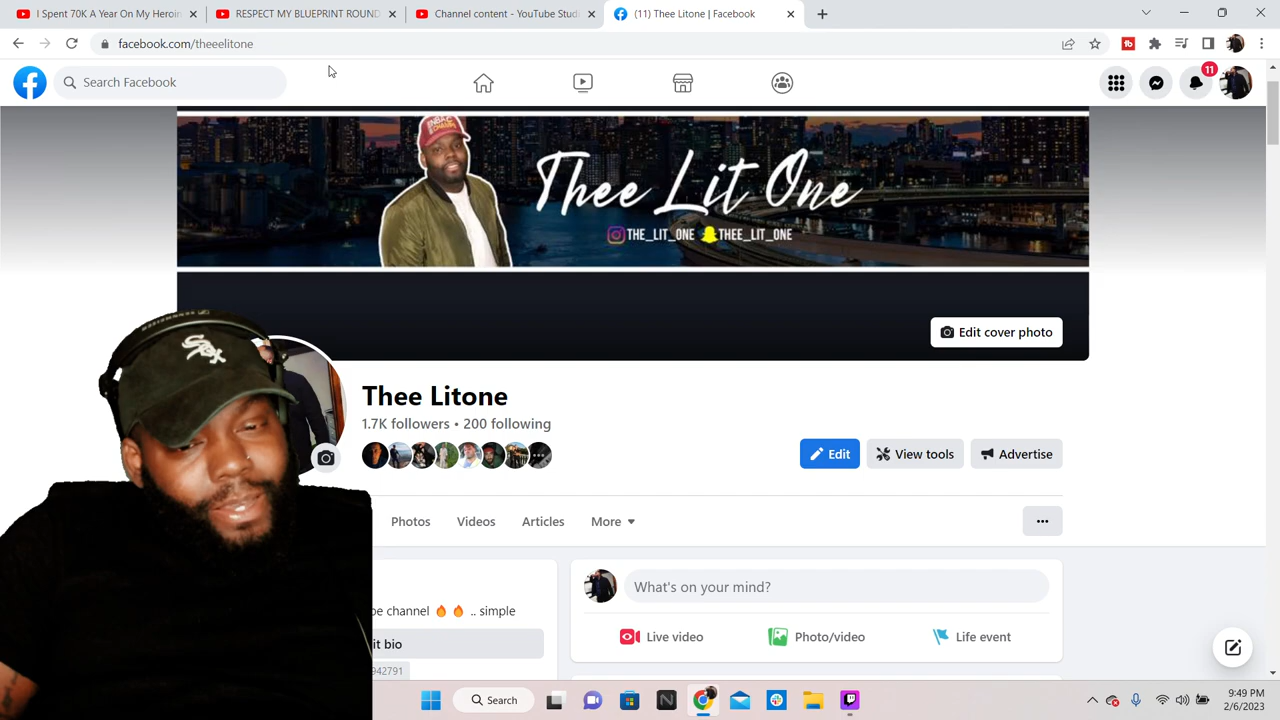 I Spent 70K A Year On My Heroin
RESPECT MY BLUEPRINT ROUND
Channel content - YouTube Stud
(11) Thee Litone | Facebook
facebook.com/theeelitone
Search Facebook
11
Thee Lit One
THE_LIT_ONE THEE_LIT_ONE
Edit cover photo
Sox
Thee Litone
1.7K followers • 200 following
Edit
View tools
Advertise
Photos
Videos
Articles
More
What's on your mind?
be channel 🔥 🔥 .. simple
Live video
Photo/video
Life event
it bio
942791
Search
9:49 PM
2/6/2023